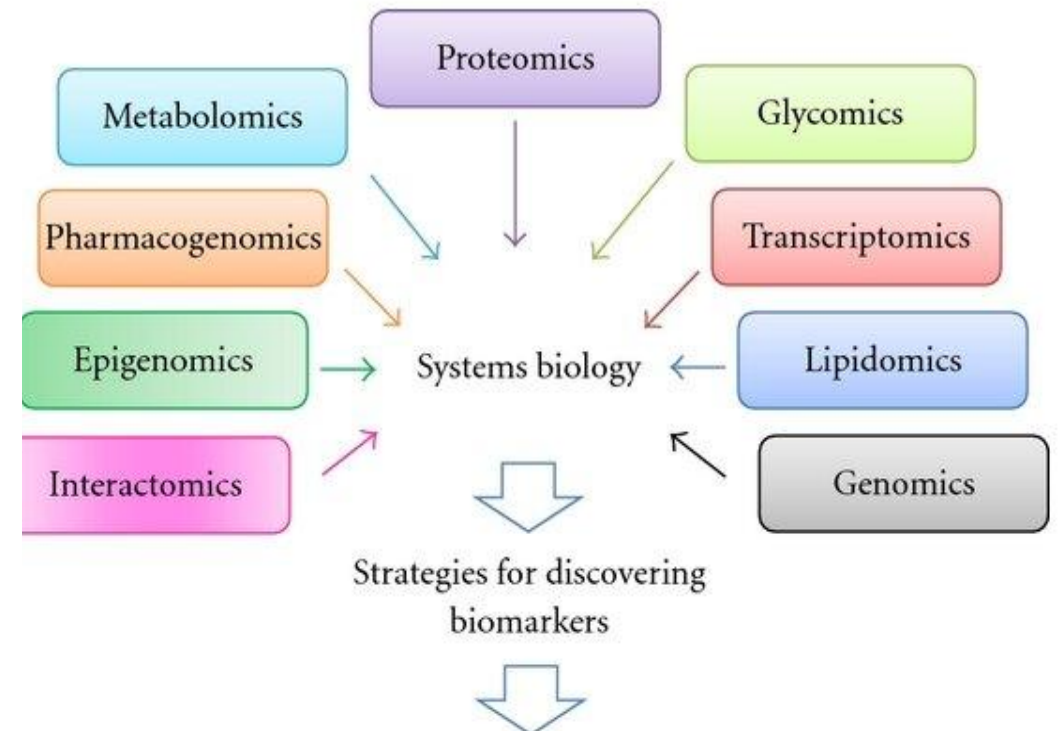 Proteomics
Metabolomics
Glycomics
Pharmacogenomics
Transcriptomics
Epigenomics
Systems biology
Lipidomics
Interactomics
Genomics
Strategies for discovering
biomarkers